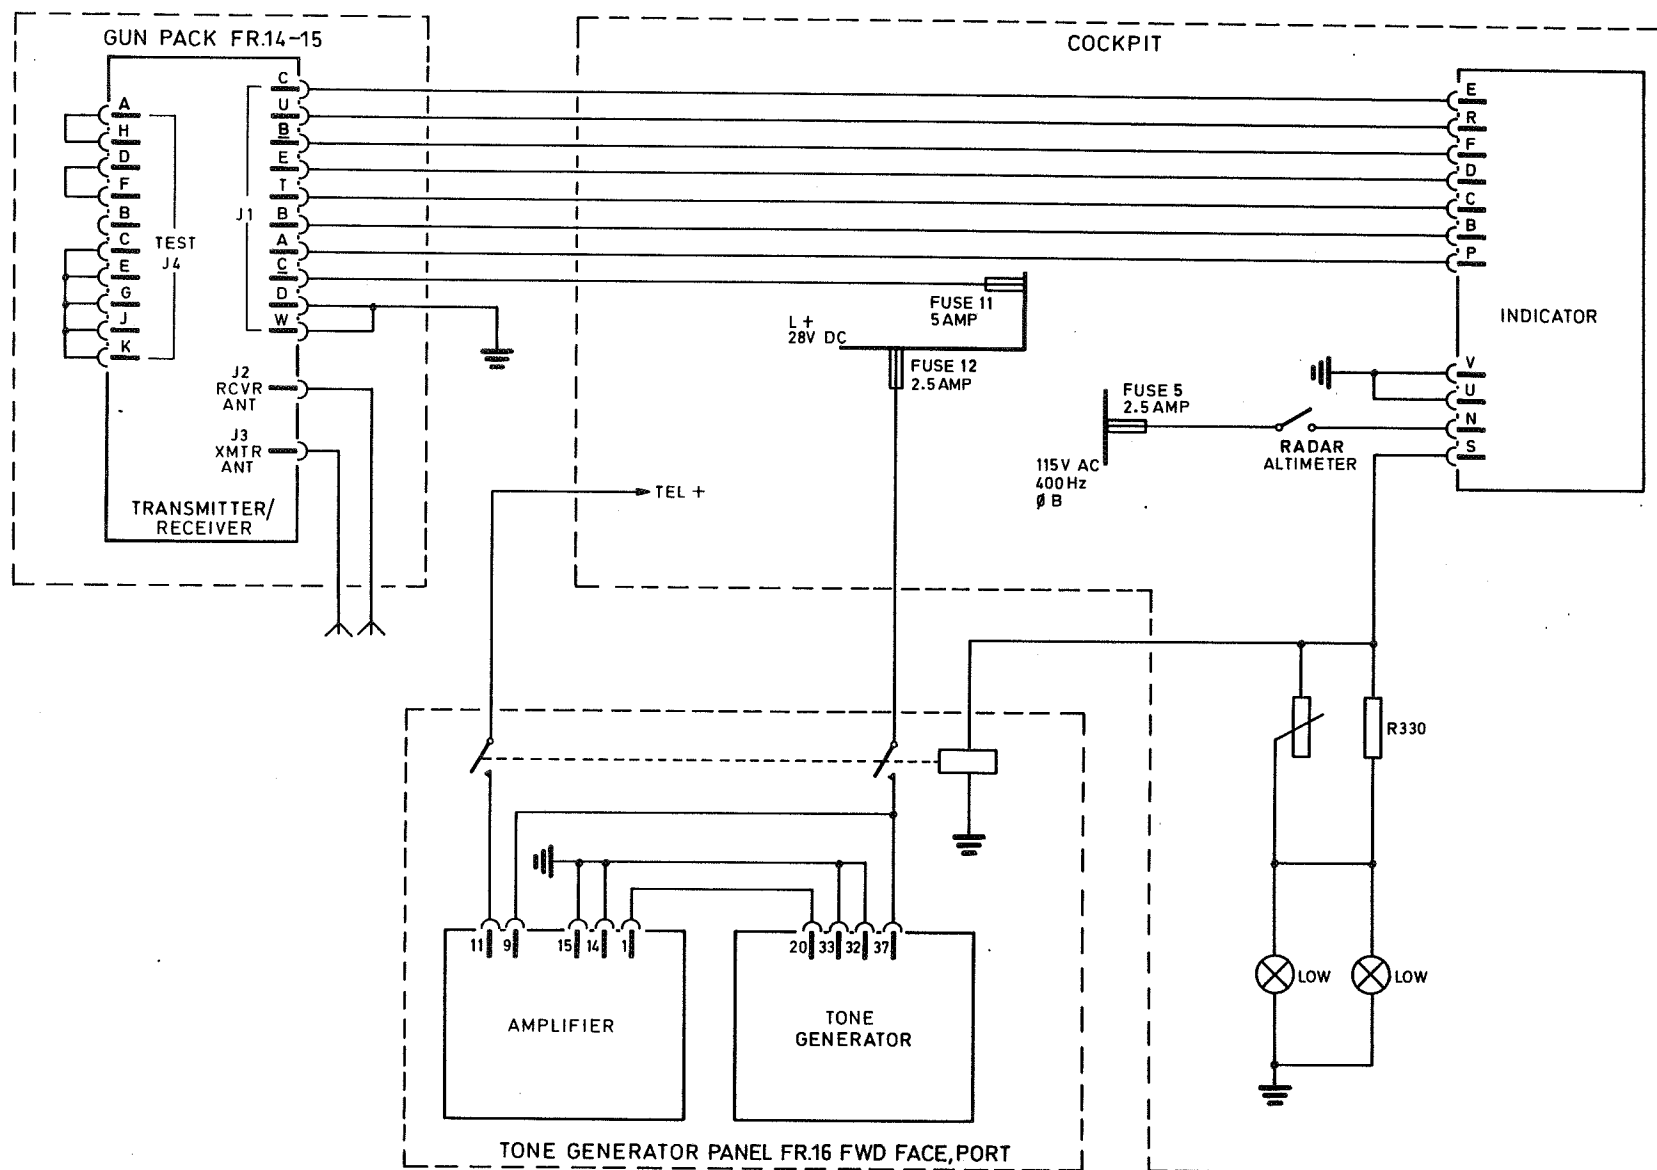 GUN PACK FR.14-15
COCKPIT
A
H
D
F
B
C
E
G
J
K
TEST
J4
J1
C
U
B
E
T
B
A
C
D
W
J2
RCVR
ANT
J3
XMTR
ANT
TRANSMITTER/
RECEIVER
E
R
F
D
C
B
P
INDICATOR
V
U
N
S
FUSE 11
5 AMP
L +
28V DC
FUSE 12
2.5 AMP
FUSE 5
2.5 AMP
115V AC
400 Hz
Ø B
RADAR
ALTIMETER
TEL +
R330
LOW
LOW
11
9
15
14
1
20
33
32
37
AMPLIFIER
TONE
GENERATOR
TONE GENERATOR PANEL FR.16 FWD FACE, PORT